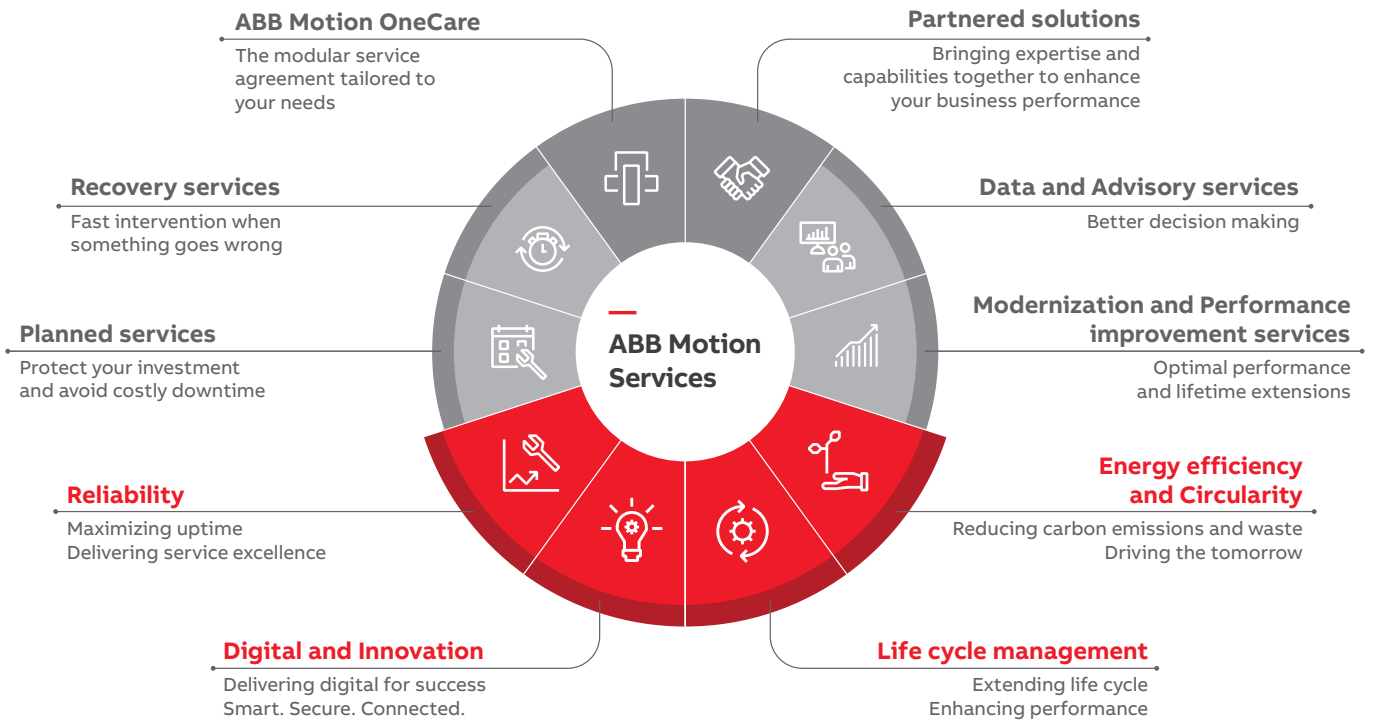 ABB Motion OneCare
The modular service
agreement tailored to
your needs
Partnered solutions
Bringing expertise and
capabilities together to enhance
your business performance
Recovery services
Fast intervention when
something goes wrong
Data and Advisory services
Better decision making
Planned services
Protect your investment
and avoid costly downtime
ABB Motion
Services
Modernization and Performance
improvement services
Optimal performance
and lifetime extensions
Reliability
Maximizing uptime
Delivering service excellence
Energy efficiency
and Circularity
Reducing carbon emissions and waste
Driving the tomorrow
Digital and Innovation
Delivering digital for success
Smart. Secure. Connected.
Life cycle management
Extending life cycle
Enhancing performance